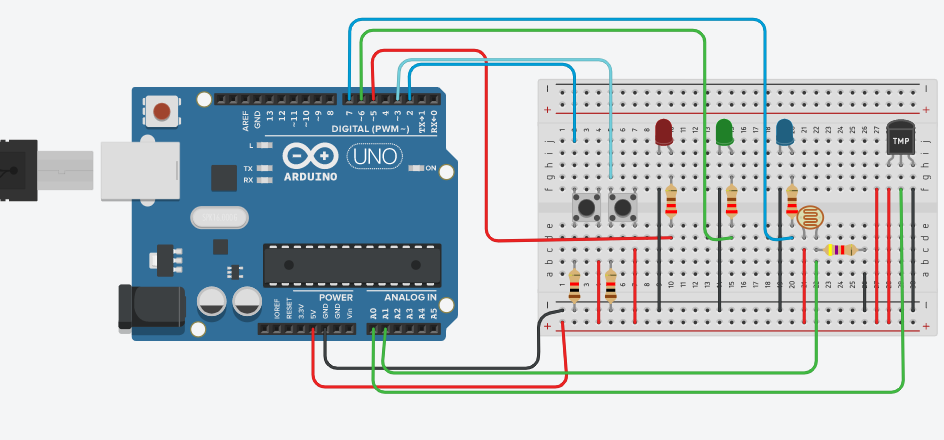 AREF
GND
13
12
~11
~10
~9
8
7
~6
~5
4
~3
2
TX→1
RX←0
DIGITAL (PWM~)
L
TX
RX
UNO
ARDUINO
ON
POWER
ANALOG IN
IOREF
RESET
3.3V
5V
GND
GND
Vin
A0
A1
A2
A3
A4
A5
TMP